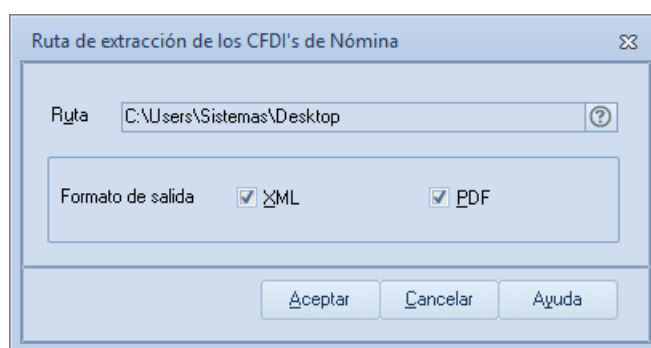 Ruta de extracción de los CFDI's de Nómina
Ruta C:\Users\Sistemas\Desktop ?
Formato de salida XML PDF
Aceptar Cancelar Ayuda